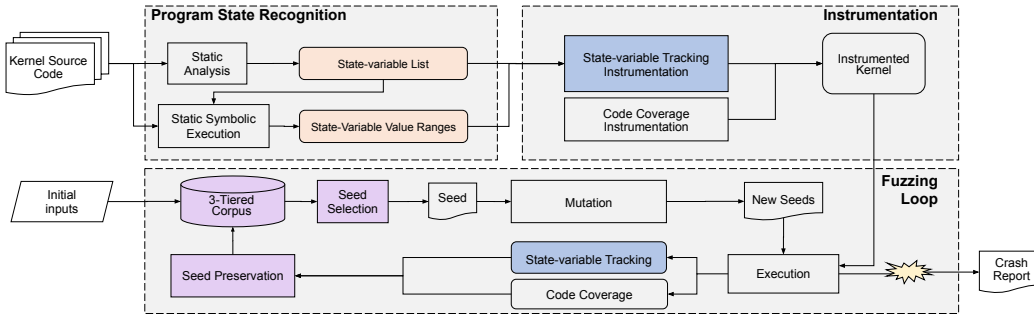 Program State Recognition
Instrumentation
Kernel Source
Code
Static
Analysis
State-variable List
Static Symbolic
Execution
State-Variable Value Ranges
State-variable Tracking
Instrumentation
Code Coverage
Instrumentation
Instrumented
Kernel
Fuzzing
Loop
Initial
inputs
3-Tiered
Corpus
Seed
Selection
Seed
Mutation
New Seeds
Seed Preservation
State-variable Tracking
Code Coverage
Execution
Crash
Report